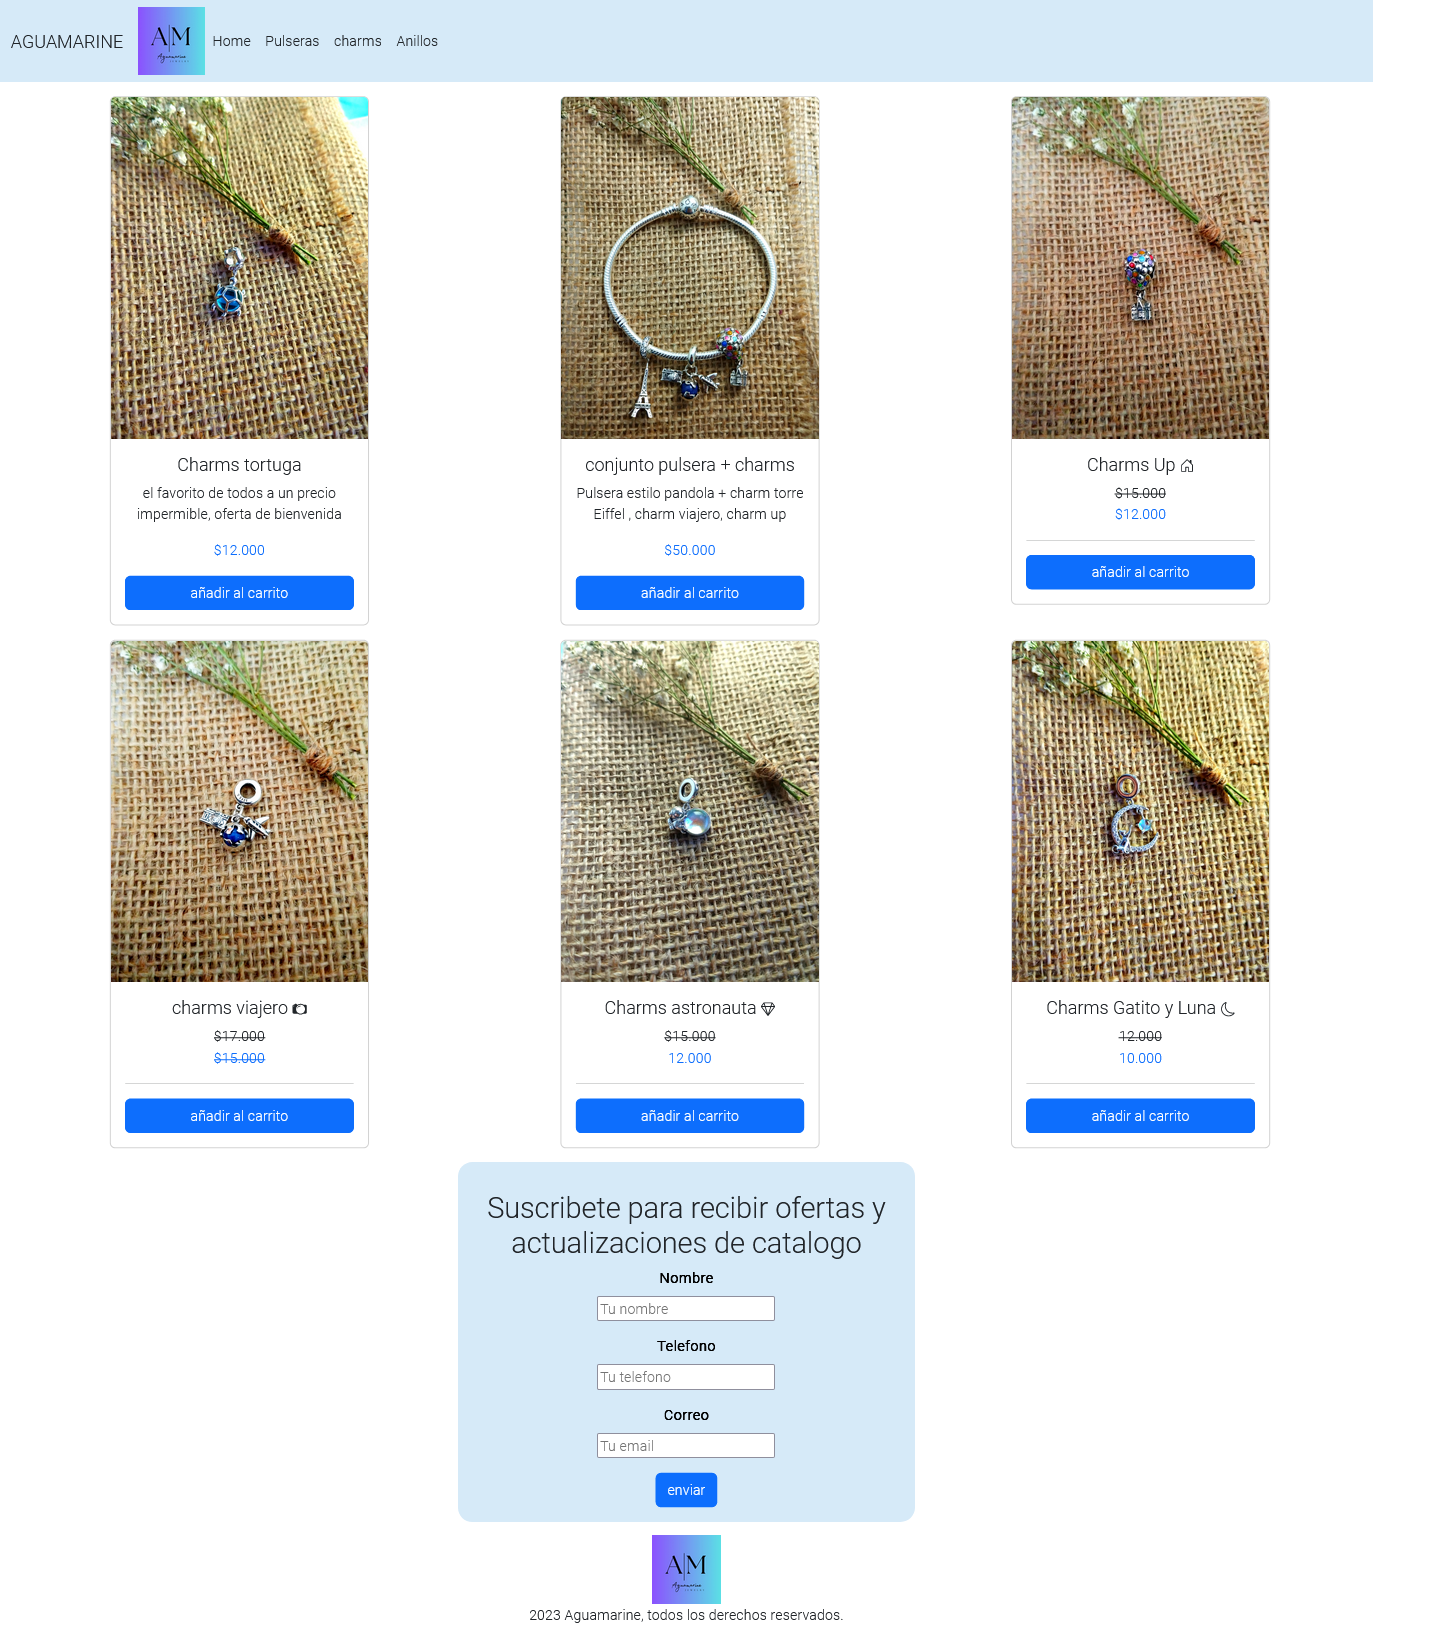 AGUAMARINE
A|M
Aguamarine
Home
Pulseras
charms
Anillos
Charms tortuga
el favorito de todos a un precio
impermible, oferta de bienvenida
$12.000
añadir al carrito
conjunto pulsera + charms
Pulsera estilo pandola + charm torre
Eiffel , charm viajero, charm up
$50.000
añadir al carrito
Charms Up
$15.000
$12.000
añadir al carrito
charms viajero
$17.000
$15.000
añadir al carrito
Charms astronauta
$15.000
12.000
añadir al carrito
Charms Gatito y Luna
12.000
10.000
añadir al carrito
Suscribete para recibir ofertas y
actualizaciones de catalogo
Nombre
Tu nombre
Telefono
Tu telefono
Correo
Tu email
enviar
A|M
Aguamarine
2023 Aguamarine, todos los derechos reservados.